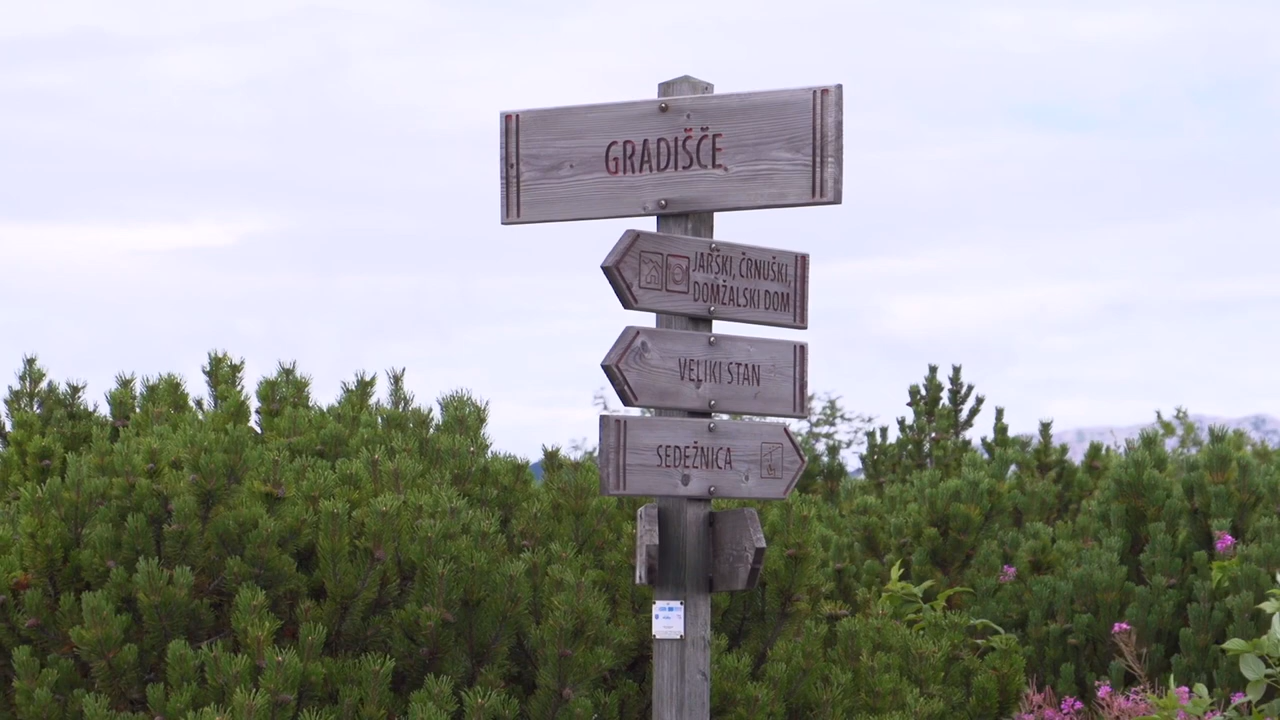 GRADIŠČE
JARŠKI, ČRNUŠKI,
DOMŽALSKI DOM
VELIKI STAN
SEDEŽNICA